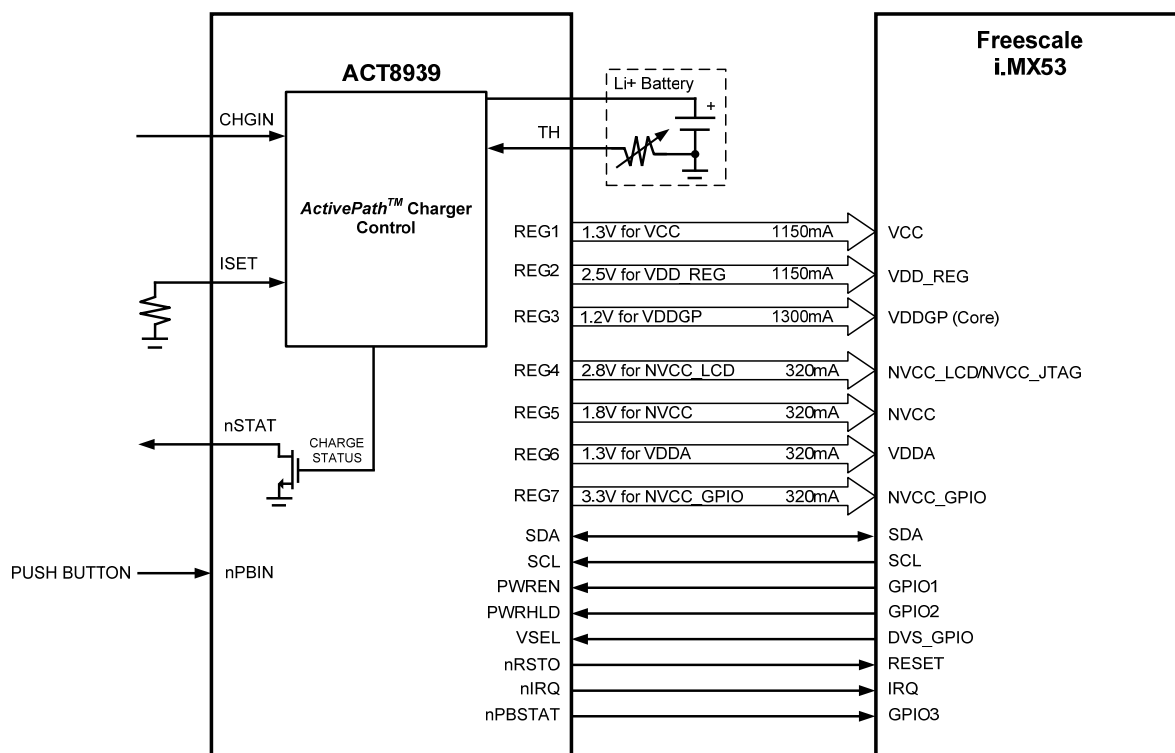 Freescale
i.MX53
ACT8939
Li+ Battery
+
CHGIN
TH
ActivePath™ Charger
Control
ISET
REG1 1.3V for VCC 1150mA VCC
REG2 2.5V for VDD_REG 1150mA VDD_REG
REG3 1.2V for VDDGP 1300mA VDDGP (Core)
REG4 2.8V for NVCC_LCD 320mA NVCC_LCD/NVCC_JTAG
REG5 1.8V for NVCC 320mA NVCC
nSTAT
CHARGE
STATUS
REG6 1.3V for VDDA 320mA VDDA
REG7 3.3V for NVCC_GPIO 320mA NVCC_GPIO
SDA SDA
SCL SCL
PUSH BUTTON nPBIN
PWREN GPIO1
PWRHLD GPIO2
VSEL DVS_GPIO
nRSTO RESET
nIRQ IRQ
nPBSTAT GPIO3